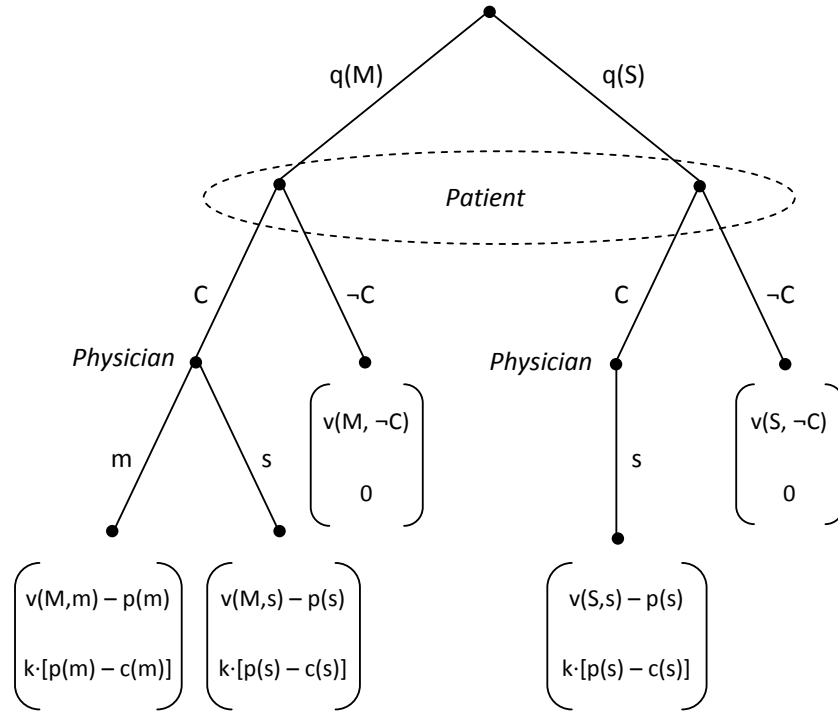 q(M) q(S)
Patient
C ¬C C ¬C
Physician Physician
v(M, ¬C) v(S, ¬C)
m s s
0 0
v(M,m) – p(m) v(M,s) – p(s) v(S,s) – p(s)
k·[p(m) – c(m)] k·[p(s) – c(s)] k·[p(s) – c(s)]